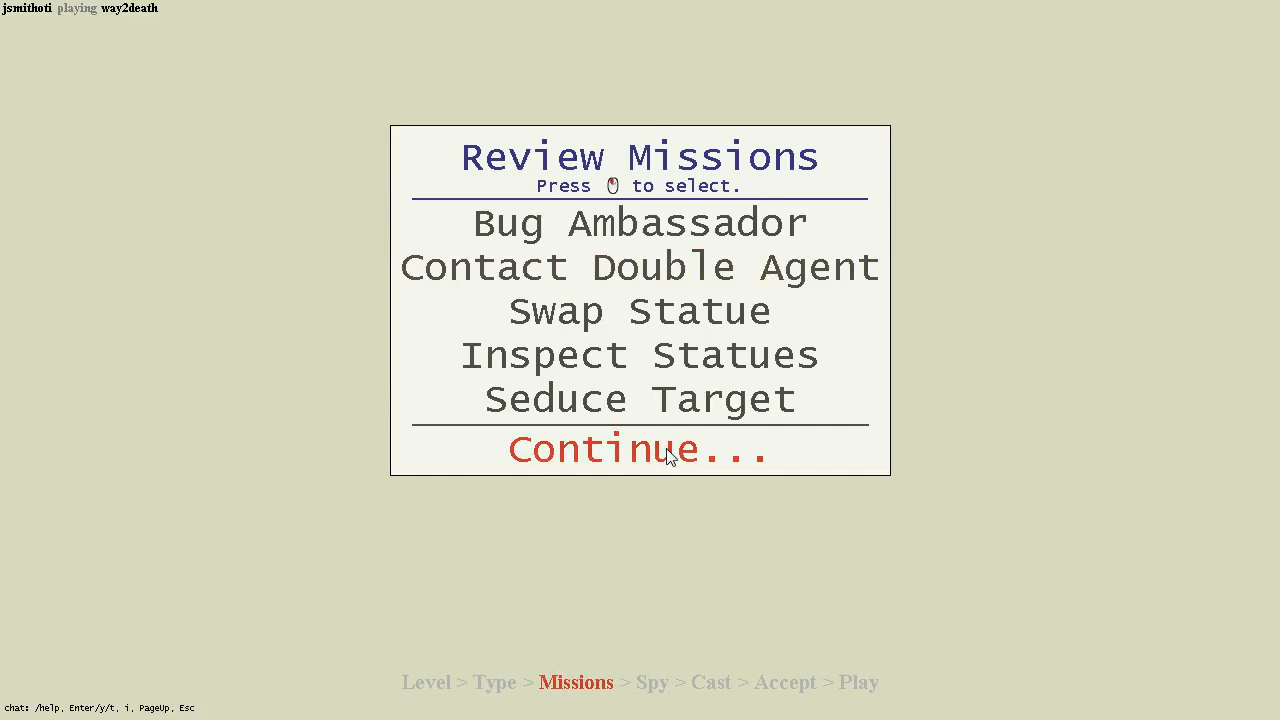 jsmithoti playing way2death
Review Missions
Press to select.
Bug Ambassador
Contact Double Agent
Swap Statue
Inspect Statues
Seduce Target
Continue...
Level > Type > Missions > Spy > Cast > Accept > Play
chat: /help, Enter/y/t, i, PageUp, Esc